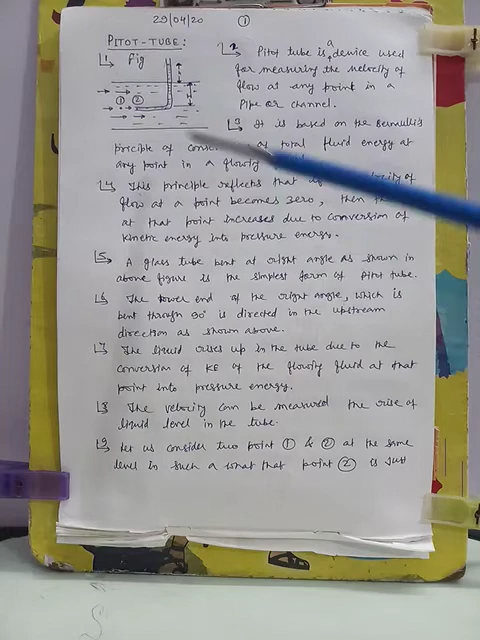 29/04/20 ①
PITOT-TUBE:
1 Fig
① ②
2 Pitot tube is a device used
for measuring the velocity of
flow at any point in a
Pipe or channel.
3 It is based on the Bernulli's
priciple of of total fluid energy at
any point in a flowing
4 This principle reflects that of
flow at a point becomes zero, then the
at that point increases due to conversion of
kinetic energy into pressure energy.
5 A glass tube bent at right angle as shown in
above figure is the simplest form of Pitot tube.
6 The lower end of the right angle, which is
bent through 90° is directed in the upstream
direction as shown above.
7 The liquid rises up in the tube due to the
conversion of KE of the flowing fluid at that
point into pressure energy.
8 The velocity can be measured the rise of
liquid level in the tube.
9 Let us consider two point ① & ② at the same
level in such a what that point ② is just